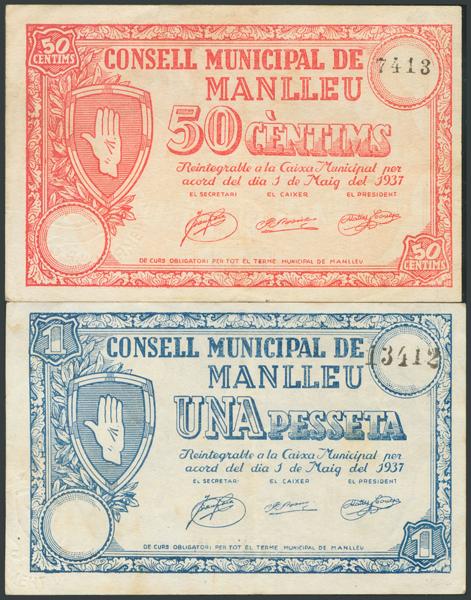 50
CENTIMS
CONSELL MUNICIPAL DE
MANLLEU
7413
50 CÈNTIMS
Reintegrable a la Caixa Municipal per
acord del dia 1 de Maig del 1937
EL SECRETARI EL CAIXER EL PRESIDENT
50
CENTIMS
DE CURS OBLIGATORI PER TOT EL TERME MUNICIPAL DE MANLLEU
1
CONSELL MUNICIPAL DE
MANLLEU
13412
UNA PESSETA
Reintegrable a la Caixa Municipal per
acord del dia 1 de Maig del 1937
EL SECRETARI EL CAIXER EL PRESIDENT
1
DE CURS OBLIGATORI PER TOT EL TERME MUNICIPAL DE MANLLEU